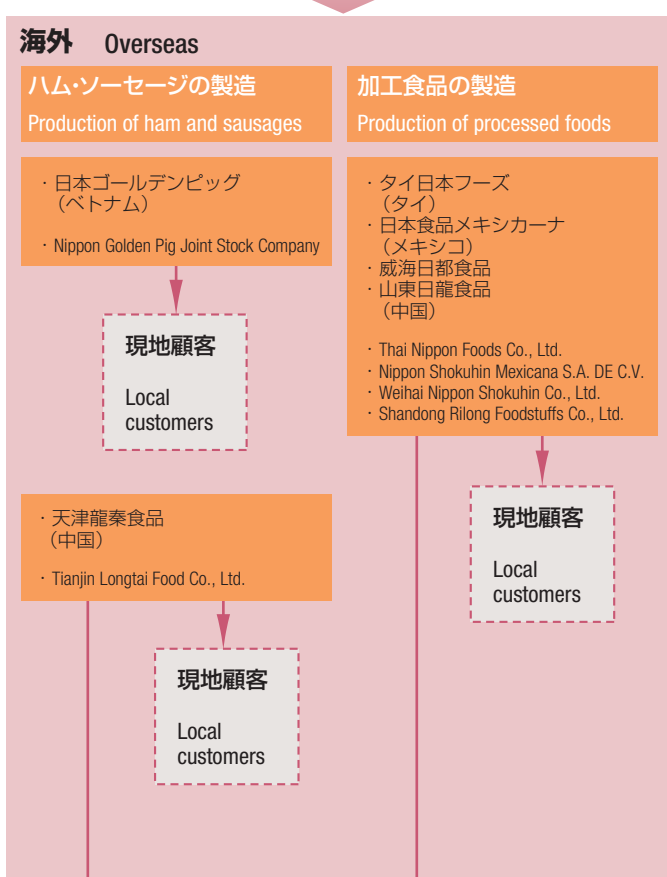 海外 Overseas
ハム・ソーセージの製造
Production of ham and sausages
・日本ゴールデンピッグ
（ベトナム）
・Nippon Golden Pig Joint Stock Company
現地顧客
Local
customers
・天津龍秦食品
（中国）
・Tianjin Longtai Food Co., Ltd.
現地顧客
Local
customers
加工食品の製造
Production of processed foods
・タイ日本フーズ
（タイ）
・日本食品メキシカーナ
（メキシコ）
・威海日都食品
・山東日龍食品
（中国）
・Thai Nippon Foods Co., Ltd.
・Nippon Shokuhin Mexicana S.A. DE C.V.
・Weihai Nippon Shokuhin Co., Ltd.
・Shandong Rilong Foodstuffs Co., Ltd.
現地顧客
Local
customers